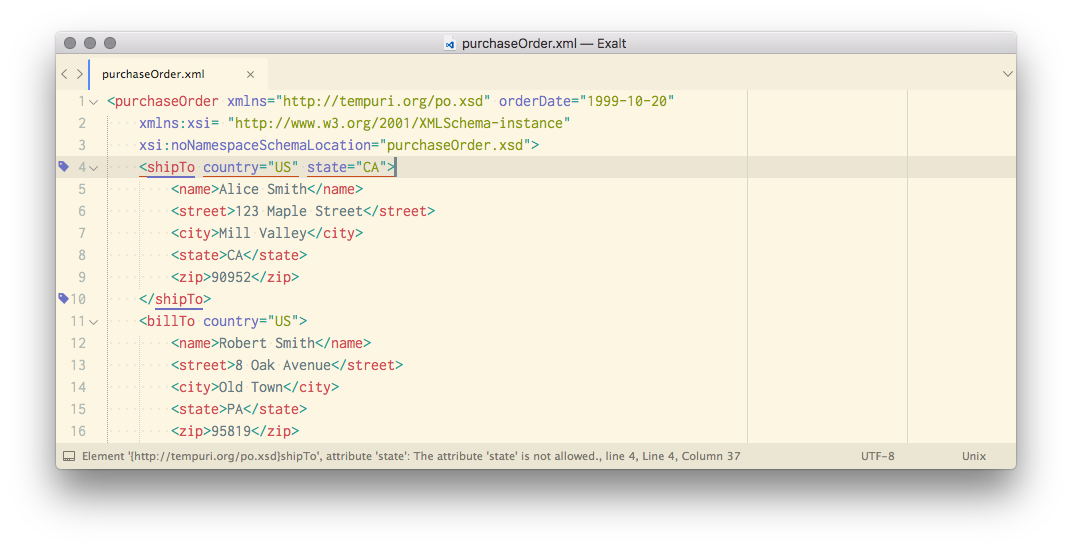 purchaseOrder.xml — Exalt
purchaseOrder.xml
1 <purchaseOrder xmlns="http://tempuri.org/po.xsd" orderDate="1999-10-20"
2 xmlns:xsi= "http://www.w3.org/2001/XMLSchema-instance"
3 xsi:noNamespaceSchemaLocation="purchaseOrder.xsd">
4 <shipTo country="US" state="CA">
5 <name>Alice Smith</name>
6 <street>123 Maple Street</street>
7 <city>Mill Valley</city>
8 <state>CA</state>
9 <zip>90952</zip>
10 </shipTo>
11 <billTo country="US">
12 <name>Robert Smith</name>
13 <street>8 Oak Avenue</street>
14 <city>Old Town</city>
15 <state>PA</state>
16 <zip>95819</zip>
Element '{http://tempuri.org/po.xsd}shipTo', attribute 'state': The attribute 'state' is not allowed., line 4, Line 4, Column 37 UTF-8 Unix